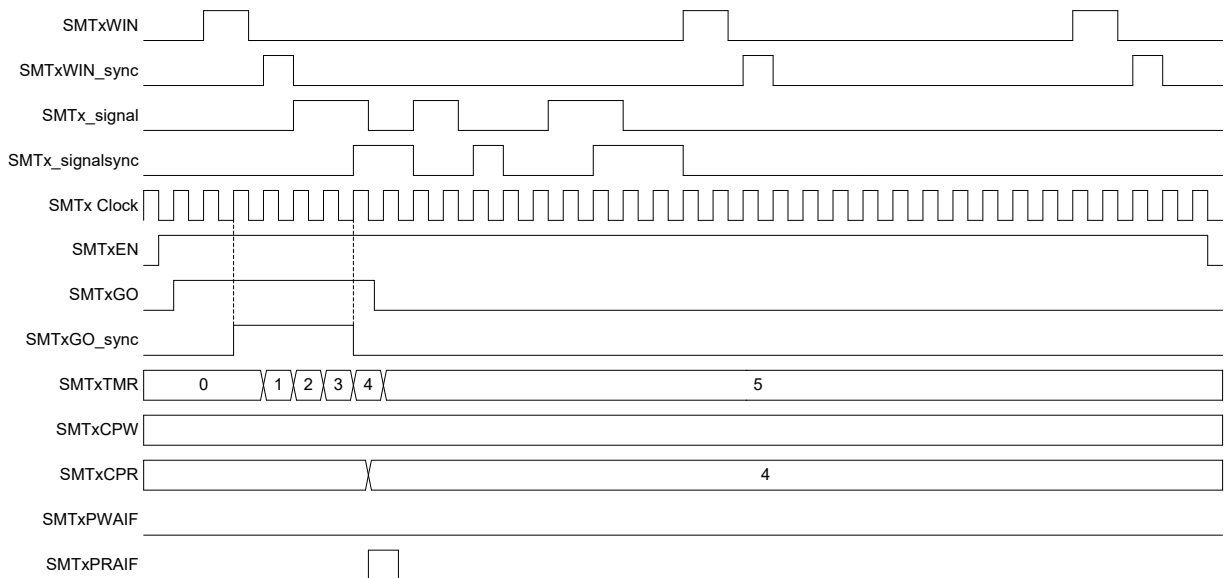 SMTxWIN
SMTxWIN_sync
SMTx_signal
SMTx_signalsync
SMTx Clock
SMTxEN
SMTxGO
SMTxGO_sync
SMTxTMR 0 1 2 3 4 5
SMTxCPW
SMTxCPR 4
SMTxPWAIF
SMTxPRAIF